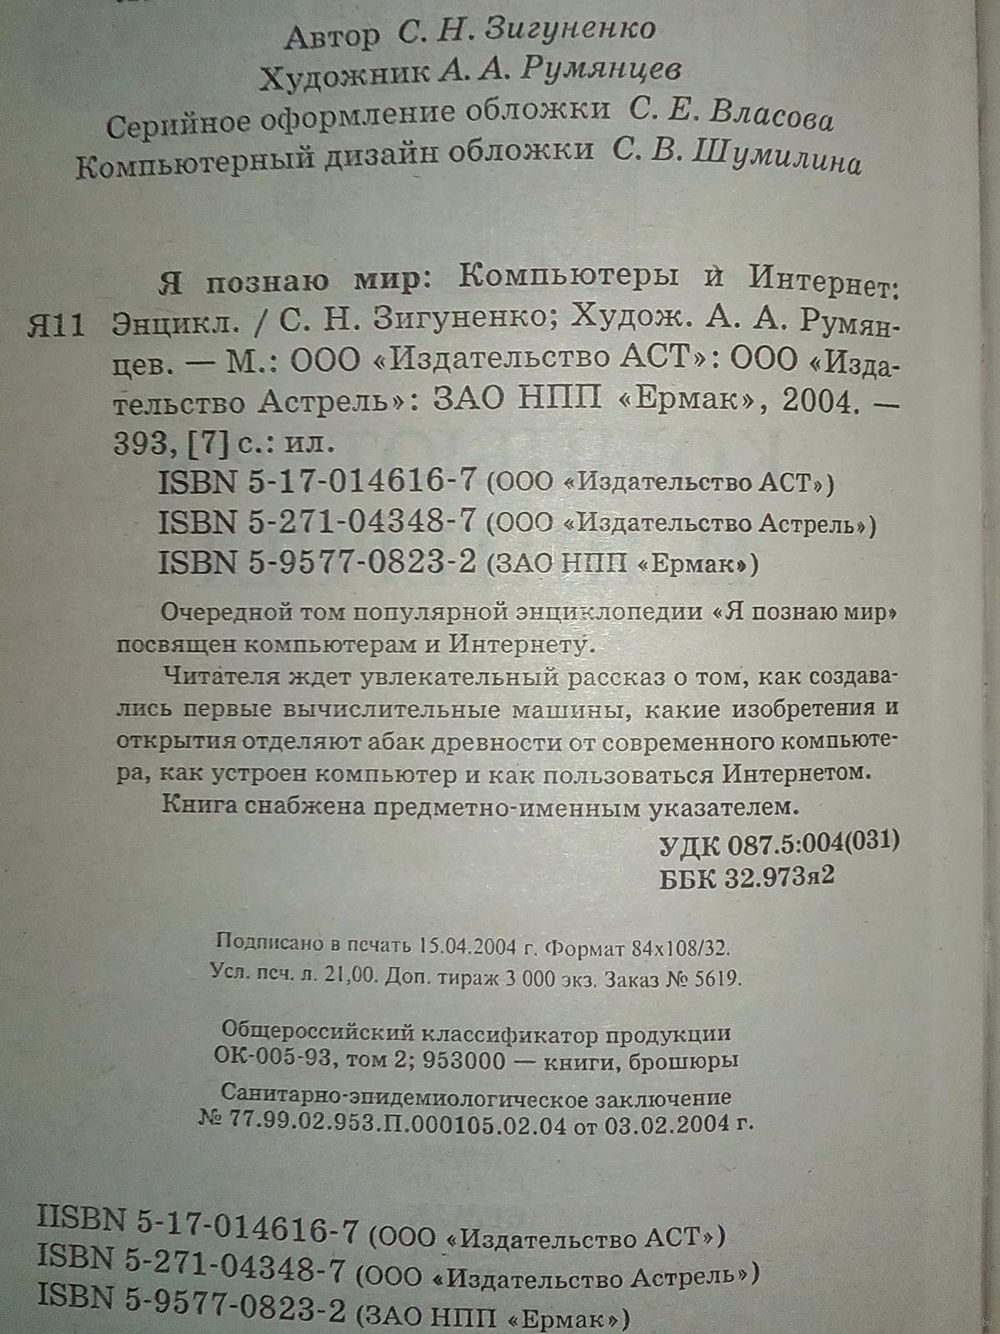 Автор С. Н. Зигуненко
Художник А. А. Румянцев
Серийное оформление обложки С. Е. Власова
Компьютерный дизайн обложки С. В. Шумилина
Я познаю мир: Компьютеры и Интернет:
Я11 Энцикл. / С. Н. Зигуненко; Худож. А. А. Румян-
цев. — М.: ООО «Издательство АСТ»: ООО «Изда-
тельство Астрель»: ЗАО НПП «Ермак», 2004. —
393, [7] с.: ил.
ISBN 5-17-014616-7 (ООО «Издательство АСТ»)
ISBN 5-271-04348-7 (ООО «Издательство Астрель»)
ISBN 5-9577-0823-2 (ЗАО НПП «Ермак»)
Очередной том популярной энциклопедии «Я познаю мир»
посвящен компьютерам и Интернету.
Читателя ждет увлекательный рассказ о том, как создава-
лись первые вычислительные машины, какие изобретения и
открытия отделяют абак древности от современного компьюте-
ра, как устроен компьютер и как пользоваться Интернетом.
Книга снабжена предметно-именным указателем.
УДК 087.5:004(031)
ББК 32.973я2
Подписано в печать 15.04.2004 г. Формат 84х108/32.
Усл. печ. л. 21,00. Доп. тираж 3 000 экз. Заказ № 5619.
Общероссийский классификатор продукции
ОК-005-93, том 2; 953000 — книги, брошюры
Санитарно-эпидемиологическое заключение
№ 77.99.02.953.П.000105.02.04 от 03.02.2004 г.
IISBN 5-17-014616-7 (ООО «Издательство АСТ»)
ISBN 5-271-04348-7 (ООО «Издательство Астрель»)
ISBN 5-9577-0823-2 (ЗАО НПП «Ермак»)